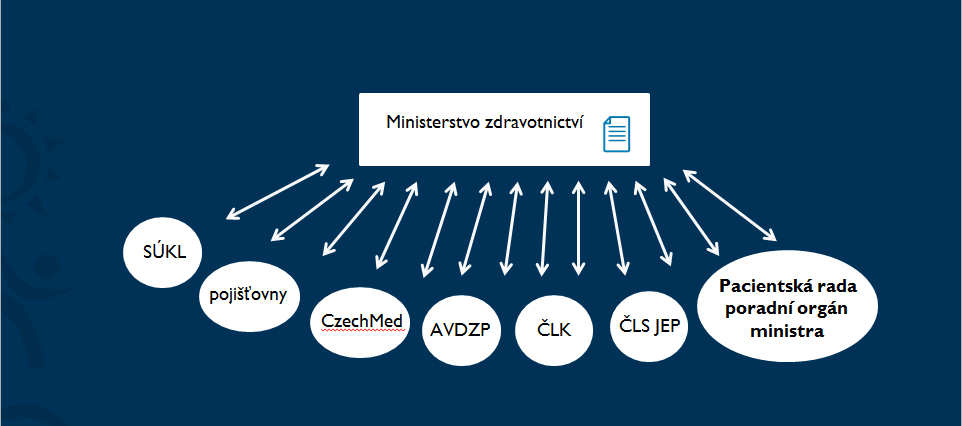 Ministerstvo zdravotnictví
SÚKL
pojišťovny
CzechMed
AVDZP
ČLK
ČLS JEP
Pacientská rada
poradní orgán
ministra